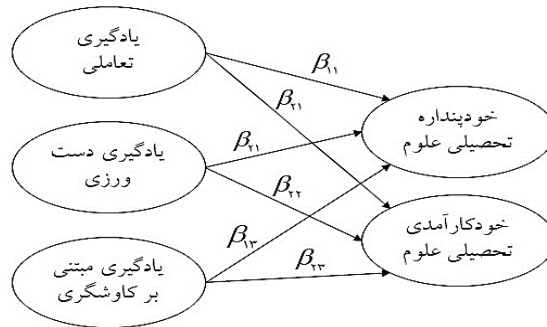 یادگیری
تعاملی
یادگیری دست
ورزی
یادگیری مبتنی
بر کاوشگری
β۱۱
β۲۱
β۲۱
β۲۲
β۱۳
β۲۳
خودپنداره
تحصیلی علوم
خودکارآمدی
تحصیلی علوم